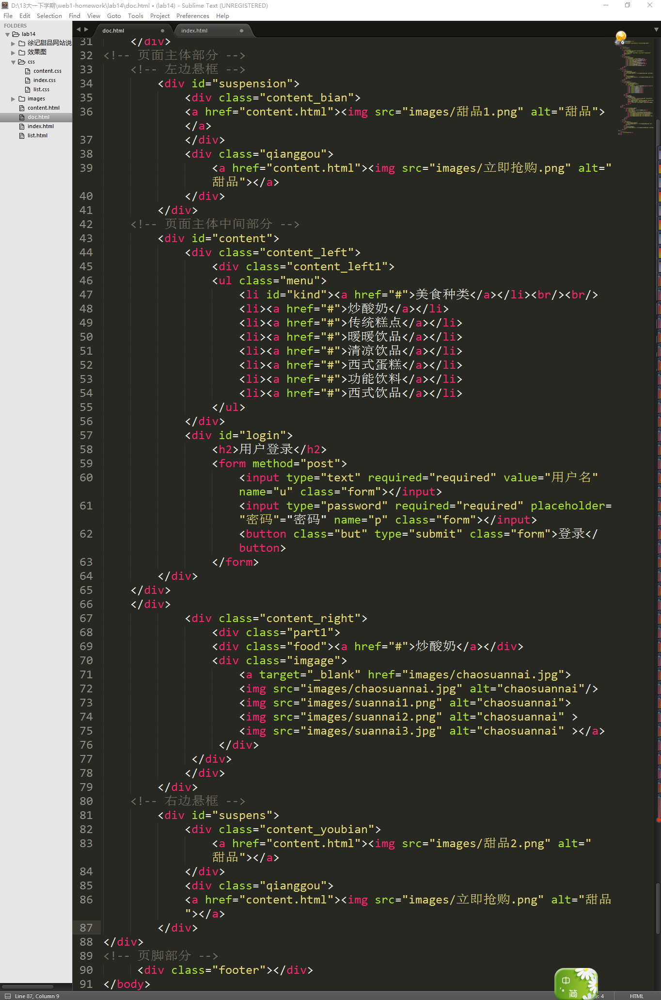 D:\13大一下学期\web1-homework\lab14\doc.html • (lab14) - Sublime Text (UNREGISTERED)
File Edit Selection Find View Goto Tools Project Preferences Help
FOLDERS
lab14
徐记甜品网站说
效果图
css
content.css
index.css
list.css
images
content.html
doc.html
index.html
list.html
doc.html
index.html
6
31 </div>
32 <!-- 页面主体部分 -->
33 <!-- 左边悬框 -->
34 <div id="suspension">
35 <div class="content_bian">
36 <a href="content.html"><img src="images/甜品1.png" alt="甜品">
</a>
37 </div>
38 <div class="qianggou">
39 <a href="content.html"><img src="images/立即抢购.png" alt="
甜品"></a>
40 </div>
41 </div>
42 <!-- 页面主体中间部分 -->
43 <div id="content">
44 <div class="content_left">
45 <div class="content_left1">
46 <ul class="menu">
47 <li id="kind"><a href="#">美食种类</a></li><br/><br/>
48 <li><a href="#">炒酸奶</a></li>
49 <li><a href="#">传统糕点</a></li>
50 <li><a href="#">暖暖饮品</a></li>
51 <li><a href="#">清凉饮品</a></li>
52 <li><a href="#">西式蛋糕</a></li>
53 <li><a href="#">功能饮料</a></li>
54 <li><a href="#">西式饮品</a></li>
55 </ul>
56 </div>
57 <div id="login">
58 <h2>用户登录</h2>
59 <form method="post">
60 <input type="text" required="required" value="用户名"
name="u" class="form"></input>
61 <input type="password" required="required" placeholder=
"密码"="密码" name="p" class="form"></input>
62 <button class="but" type="submit" class="form">登录</
button>
63 </form>
64 </div>
65 </div>
66 </div>
67 <div class="content_right">
68 <div class="part1">
69 <div class="food"><a href="#">炒酸奶</a></div>
70 <div class="imgage">
71 <a target="_blank" href="images/chaosuannai.jpg">
72 <img src="images/chaosuannai.jpg" alt="chaosuannai"/>
73 <img src="images/suannai1.png" alt="chaosuannai">
74 <img src="images/suannai2.png" alt="chaosuannai" >
75 <img src="images/suannai3.jpg" alt="chaosuannai" ></a>
76 </div>
77 </div>
78 </div>
79 </div>
80 <!-- 右边悬框 -->
81 <div id="suspens">
82 <div class="content_youbian">
83 <a href="content.html"><img src="images/甜品2.png" alt="
甜品"></a>
84 </div>
85 <div class="qianggou">
86 <a href="content.html"><img src="images/立即抢购.png" alt="甜品
"></a>
87 </div>
88 </div>
89 <!-- 页脚部分 -->
90 <div class="footer"></div>
91 </body>
中
简
Line 87, Column 9
: 4
HTML